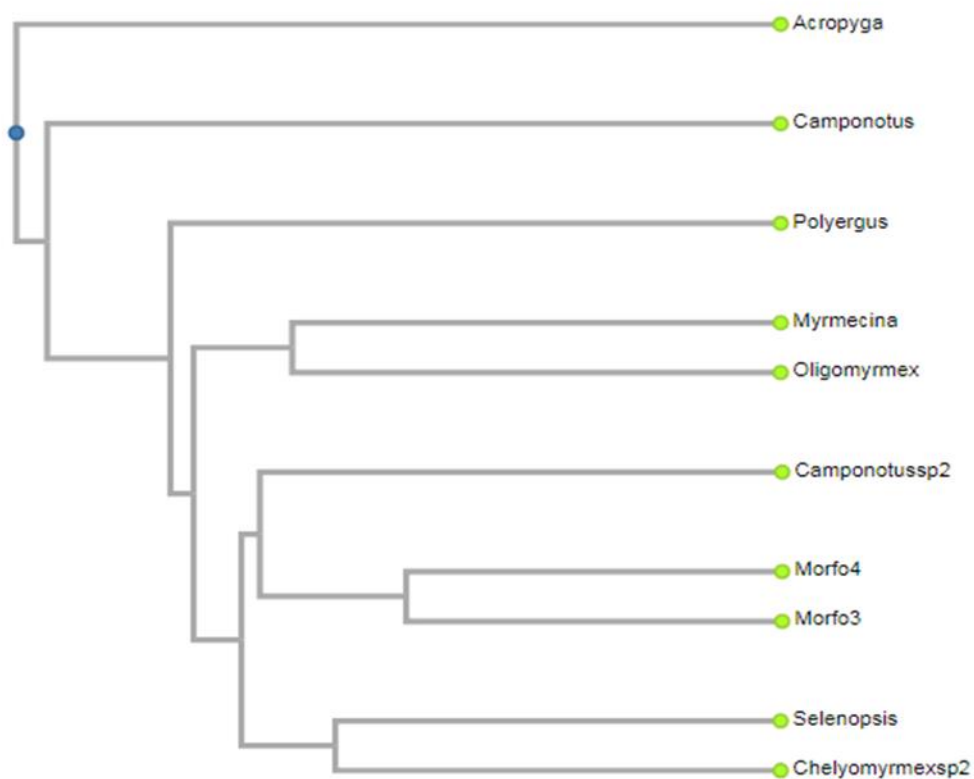 Acropyga
Camponotus
Polyergus
Myrmecina
Oligomyrmex
Camponotussp2
Morfo4
Morfo3
Selenopsis
Chelyomyrmexsp2